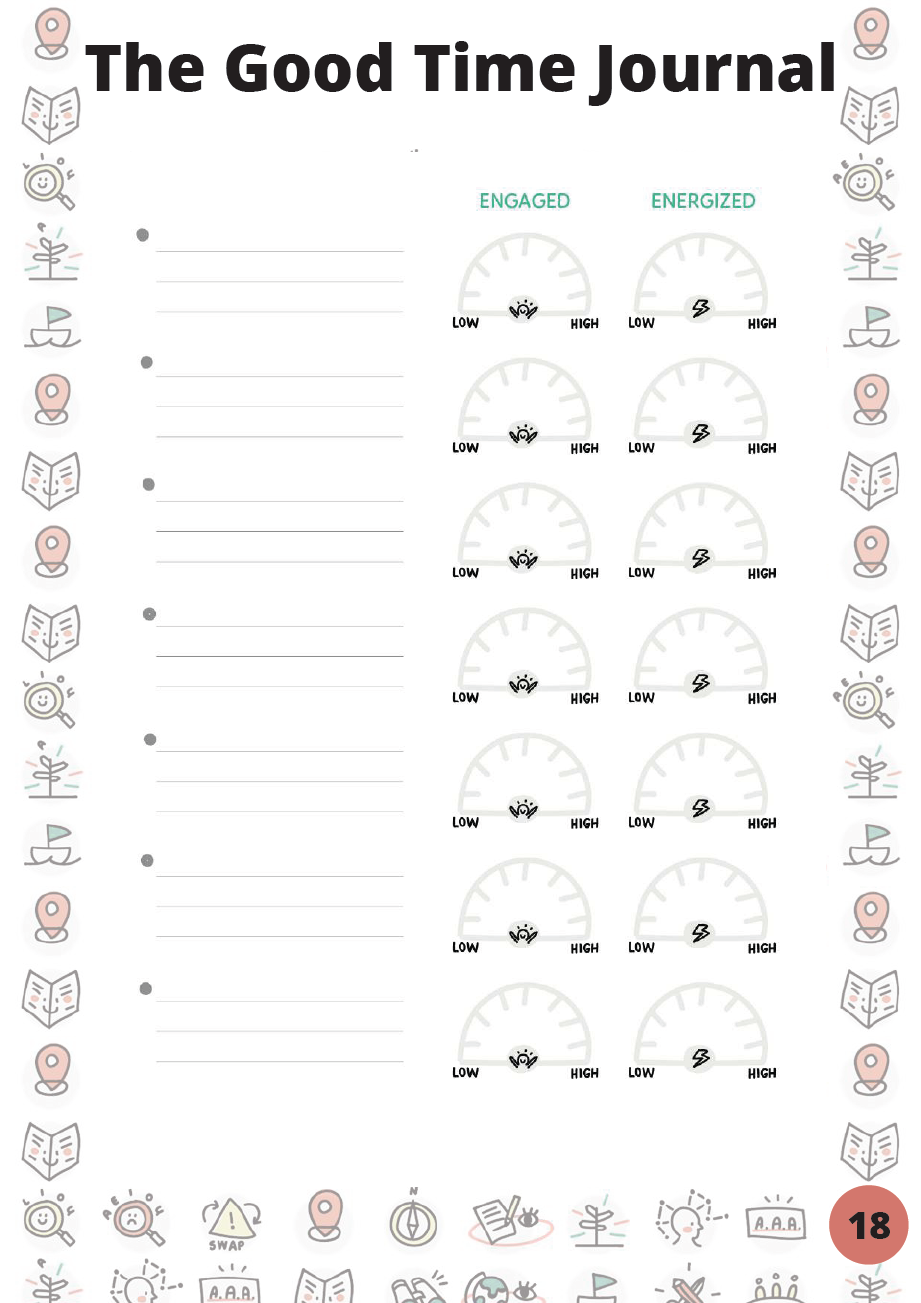 The Good Time Journal
ENGAGED ENERGIZED
LOW HIGH LOW HIGH
LOW HIGH LOW HIGH
LOW HIGH LOW HIGH
LOW HIGH LOW HIGH
LOW HIGH LOW HIGH
LOW HIGH LOW HIGH
LOW HIGH LOW HIGH
N
SWAP
A.A.A.
18
A.A.A.